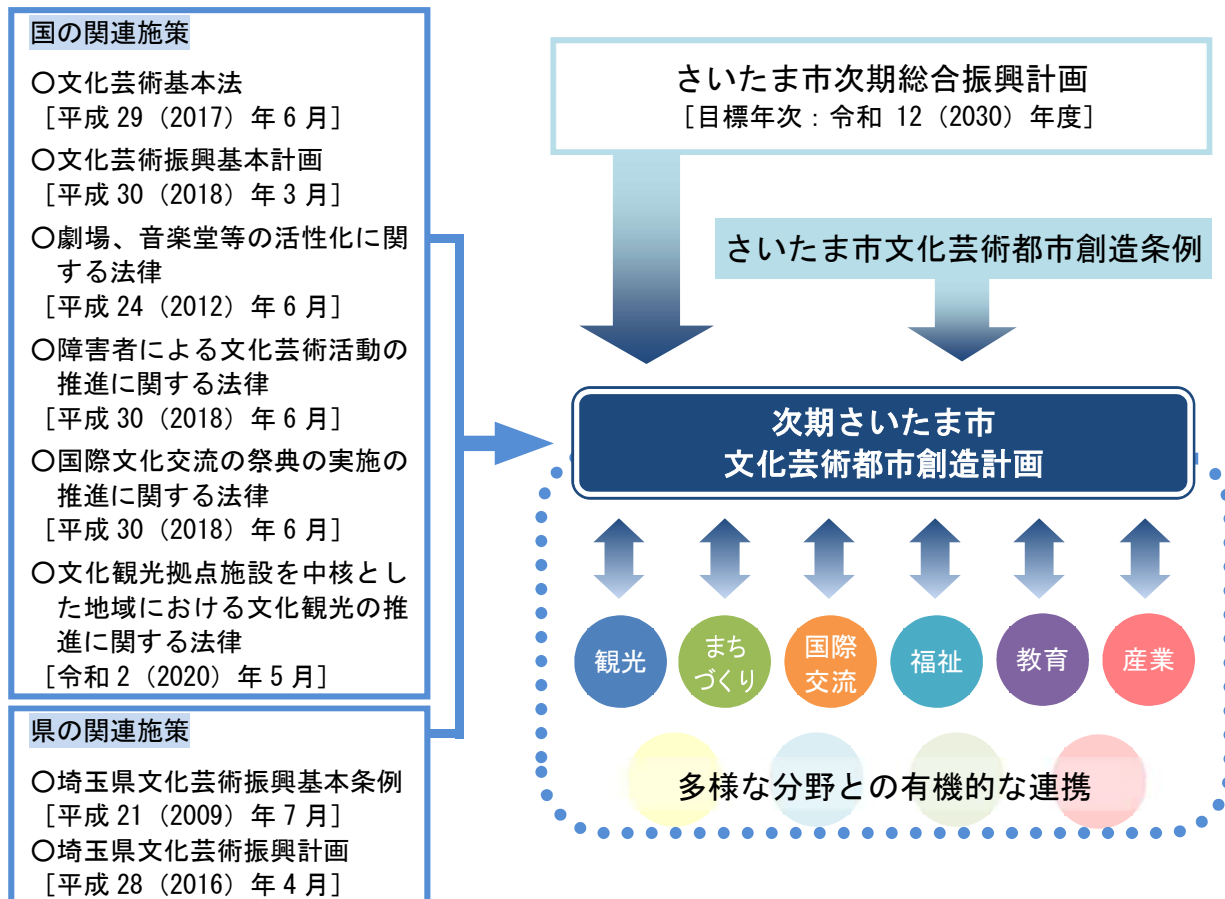 国の関連施策
〇文化芸術基本法
［平成 29（2017）年 6 月］
〇文化芸術振興基本計画
［平成 30（2018）年 3 月］
〇劇場、音楽堂等の活性化に関
する法律
［平成 24（2012）年 6 月］
〇障害者による文化芸術活動の
推進に関する法律
［平成 30（2018）年 6 月］
〇国際文化交流の祭典の実施の
推進に関する法律
［平成 30（2018）年 6 月］
〇文化観光拠点施設を中核とし
た地域における文化観光の推
進に関する法律
［令和 2（2020）年 5 月］
県の関連施策
〇埼玉県文化芸術振興基本条例
［平成 21（2009）年 7 月］
〇埼玉県文化芸術振興計画
［平成 28（2016）年 4 月］
さいたま市次期総合振興計画
［目標年次：令和 12（2030）年度］
さいたま市文化芸術都市創造条例
次期さいたま市
文化芸術都市創造計画
観光
まち
づくり
国際
交流
福祉
教育
産業
多様な分野との有機的な連携